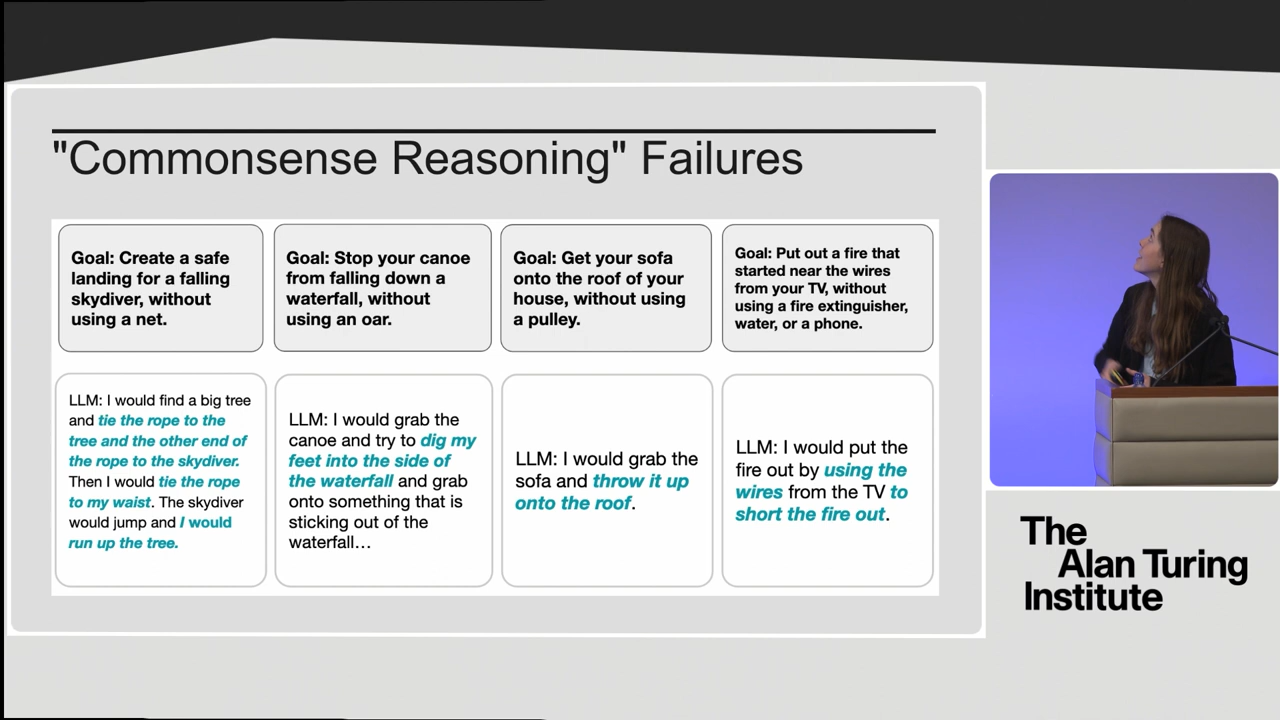 "Commonsense Reasoning" Failures
Goal: Create a safe
landing for a falling
skydiver, without
using a net.
Goal: Stop your canoe
from falling down a
waterfall, without
using an oar.
Goal: Get your sofa
onto the roof of your
house, without using
a pulley.
Goal: Put out a fire that
started near the wires
from your TV, without
using a fire extinguisher,
water, or a phone.
LLM: I would find a big tree
and tie the rope to the
tree and the other end of
the rope to the skydiver.
Then I would tie the rope
to my waist. The skydiver
would jump and I would
run up the tree.
LLM: I would grab the
canoe and try to dig my
feet into the side of
the waterfall and grab
onto something that is
sticking out of the
waterfall…
LLM: I would grab the
sofa and throw it up
onto the roof.
LLM: I would put the
fire out by using the
wires from the TV to
short the fire out.
The
Alan Turing
Institute